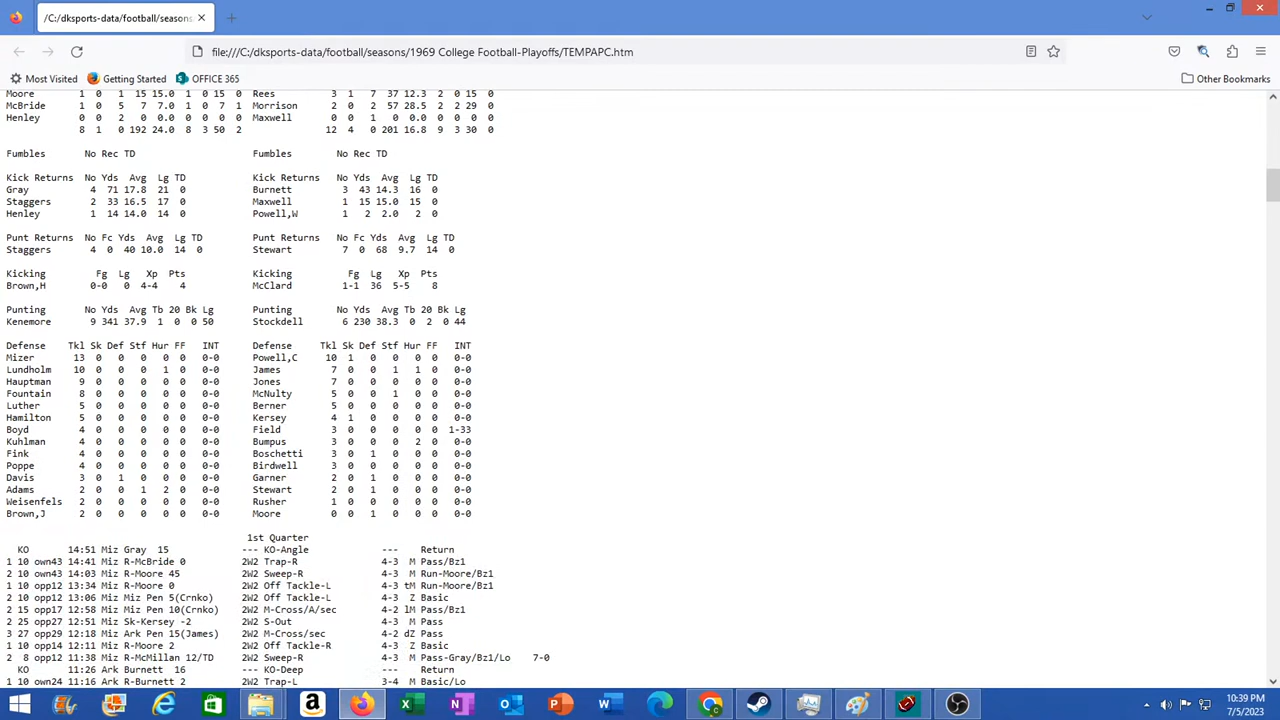 /C:/dksports-data/football/seasons/
file:///C:/dksports-data/football/seasons/1969 College Football-Playoffs/TEMPAPC.htm
Most Visited Getting Started OFFICE 365 Other Bookmarks
Moore 1 0 1 15 15.0 1 0 15 0 Rees 3 1 7 37 12.3 2 0 15 0
McBride 1 0 5 7 7.0 1 0 7 1 Morrison 2 0 2 57 28.5 2 2 29 0
Henley 0 0 2 0 0.0 0 0 0 0 Maxwell 0 0 1 0 0.0 0 0 0 0
8 1 0 192 24.0 8 3 50 2 12 4 0 201 16.8 9 3 30 0
Fumbles No Rec TD Fumbles No Rec TD
Kick Returns No Yds Avg Lg TD Kick Returns No Yds Avg Lg TD
Gray 4 71 17.8 21 0 Burnett 3 43 14.3 16 0
Staggers 2 33 16.5 17 0 Maxwell 1 15 15.0 15 0
Henley 1 14 14.0 14 0 Powell,W 1 2 2.0 2 0
Punt Returns No Fc Yds Avg Lg TD Punt Returns No Fc Yds Avg Lg TD
Staggers 4 0 40 10.0 14 0 Stewart 7 0 68 9.7 14 0
Kicking Fg Lg Xp Pts Kicking Fg Lg Xp Pts
Brown,H 0-0 0 4-4 4 McClard 1-1 36 5-5 8
Punting No Yds Avg Tb 20 Bk Lg Punting No Yds Avg Tb 20 Bk Lg
Kenemore 9 341 37.9 1 0 0 50 Stockdell 6 230 38.3 0 2 0 44
Defense Tkl Sk Def Stf Hur FF INT Defense Tkl Sk Def Stf Hur FF INT
Mizer 13 0 0 0 0 0 0-0 Powell,C 10 1 0 0 0 0 0-0
Lundholm 10 0 0 0 1 0 0-0 James 7 0 0 1 1 0 0-0
Hauptman 9 0 0 0 0 0 0-0 Jones 7 0 0 0 0 0 0-0
Fountain 8 0 0 0 0 0 0-0 McNulty 5 0 0 1 0 0 0-0
Luther 5 0 0 0 0 0 0-0 Berner 5 0 0 0 0 0 0-0
Hamilton 5 0 0 0 0 0 0-0 Kersey 4 1 0 0 0 0 0-0
Boyd 4 0 0 0 0 0 0-0 Field 3 0 0 0 0 0 1-33
Kuhlman 4 0 0 0 0 0 0-0 Bumpus 3 0 0 0 2 0 0-0
Fink 4 0 0 0 0 0 0-0 Boschetti 3 0 1 0 0 0 0-0
Poppe 4 0 0 0 0 0 0-0 Birdwell 3 0 0 0 0 0 0-0
Davis 3 0 1 0 0 0 0-0 Garner 2 0 1 0 0 0 0-0
Adams 2 0 0 1 2 0 0-0 Stewart 2 0 1 0 0 0 0-0
Weisenfels 2 0 0 0 0 0 0-0 Rusher 1 0 0 0 0 0 0-0
Brown,J 2 0 0 0 0 0 0-0 Moore 0 0 1 0 0 0 0-0
1st Quarter
KO 14:51 Miz Gray 15 --- KO-Angle --- Return
1 10 own43 14:41 Miz R-McBride 0 2W2 Trap-R 4-3 M Pass/Bz1
2 10 own43 14:03 Miz R-Moore 45 2W2 Sweep-R 4-3 M Run-Moore/Bz1
1 10 opp12 13:34 Miz R-Moore 0 2W2 Off Tackle-L 4-3 tM Run-Moore/Bz1
2 10 opp12 13:06 Miz Miz Pen 5(Crnko) 2W2 Off Tackle-L 4-3 Z Basic
2 15 opp17 12:58 Miz Miz Pen 10(Crnko) 2W2 M-Cross/A/sec 4-2 lM Pass/Bz1
2 25 opp27 12:51 Miz Sk-Kersey -2 2W2 S-Out 4-3 M Pass
3 27 opp29 12:18 Miz Ark Pen 15(James) 2W2 M-Cross/sec 4-2 dZ Pass
1 10 opp14 12:11 Miz R-Moore 2 2W2 Off Tackle-R 4-3 Z Basic
2 8 opp12 11:38 Miz R-McMillan 12/TD 2W2 Sweep-R 4-3 M Pass-Gray/Bz1/Lo 7-0
KO 11:26 Ark Burnett 16 --- KO-Deep --- Return
1 10 own24 11:16 Ark R-Burnett 2 2W2 Trap-L 3-4 M Basic/Lo
10:39 PM
7/5/2023